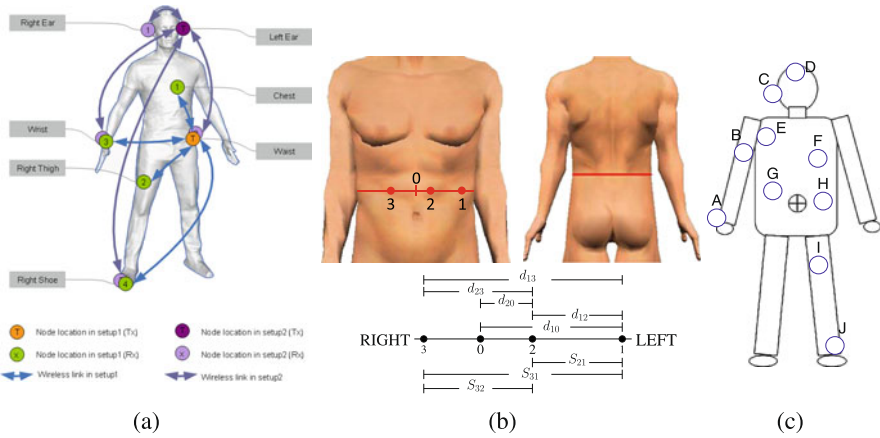 Right Ear
Left Ear
Chest
Wrist
Waist
Right Thigh
Right Shoe
1
T
1
3
T
2
4
T Node location in setup1 (Tx)
x Node location in setup1 (Rx)
Wireless link in setup1
T Node location in setup2 (Tx)
x Node location in setup2 (Rx)
Wireless link in setup2
(a)
0
3 2 1
d13
d23
d20
d12
d10
RIGHT LEFT
3 0 2 1
S21
S31
S32
(b)
D
C
B E
F
G H
A
I
J
(c)